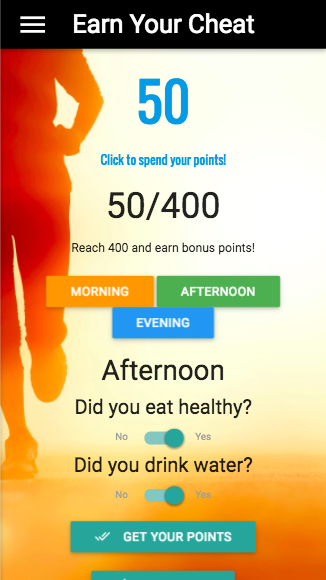 Earn Your Cheat
50
Click to spend your points!
50/400
Reach 400 and earn bonus points!
MORNING AFTERNOON
EVENING
Afternoon
Did you eat healthy?
No Yes
Did you drink water?
No Yes
GET YOUR POINTS